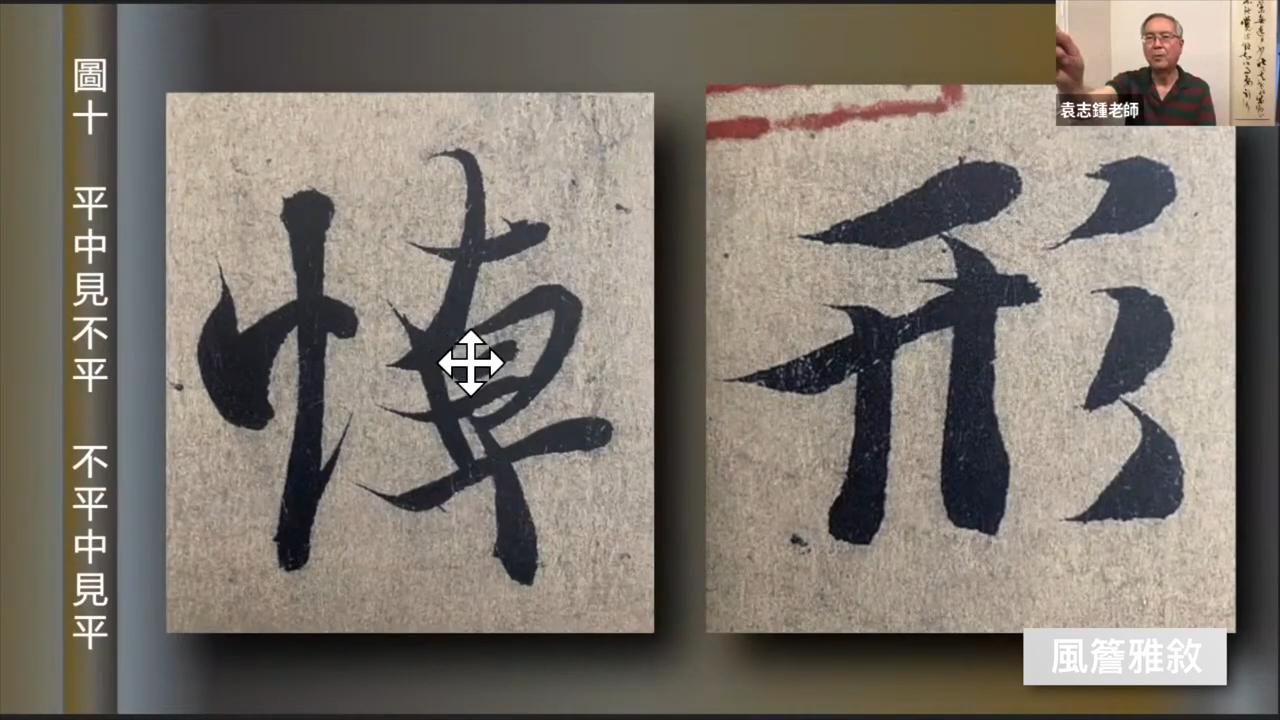 圖十 平中見不平 不平中見平
悼
形
袁志鍾老師
風簷雅敘